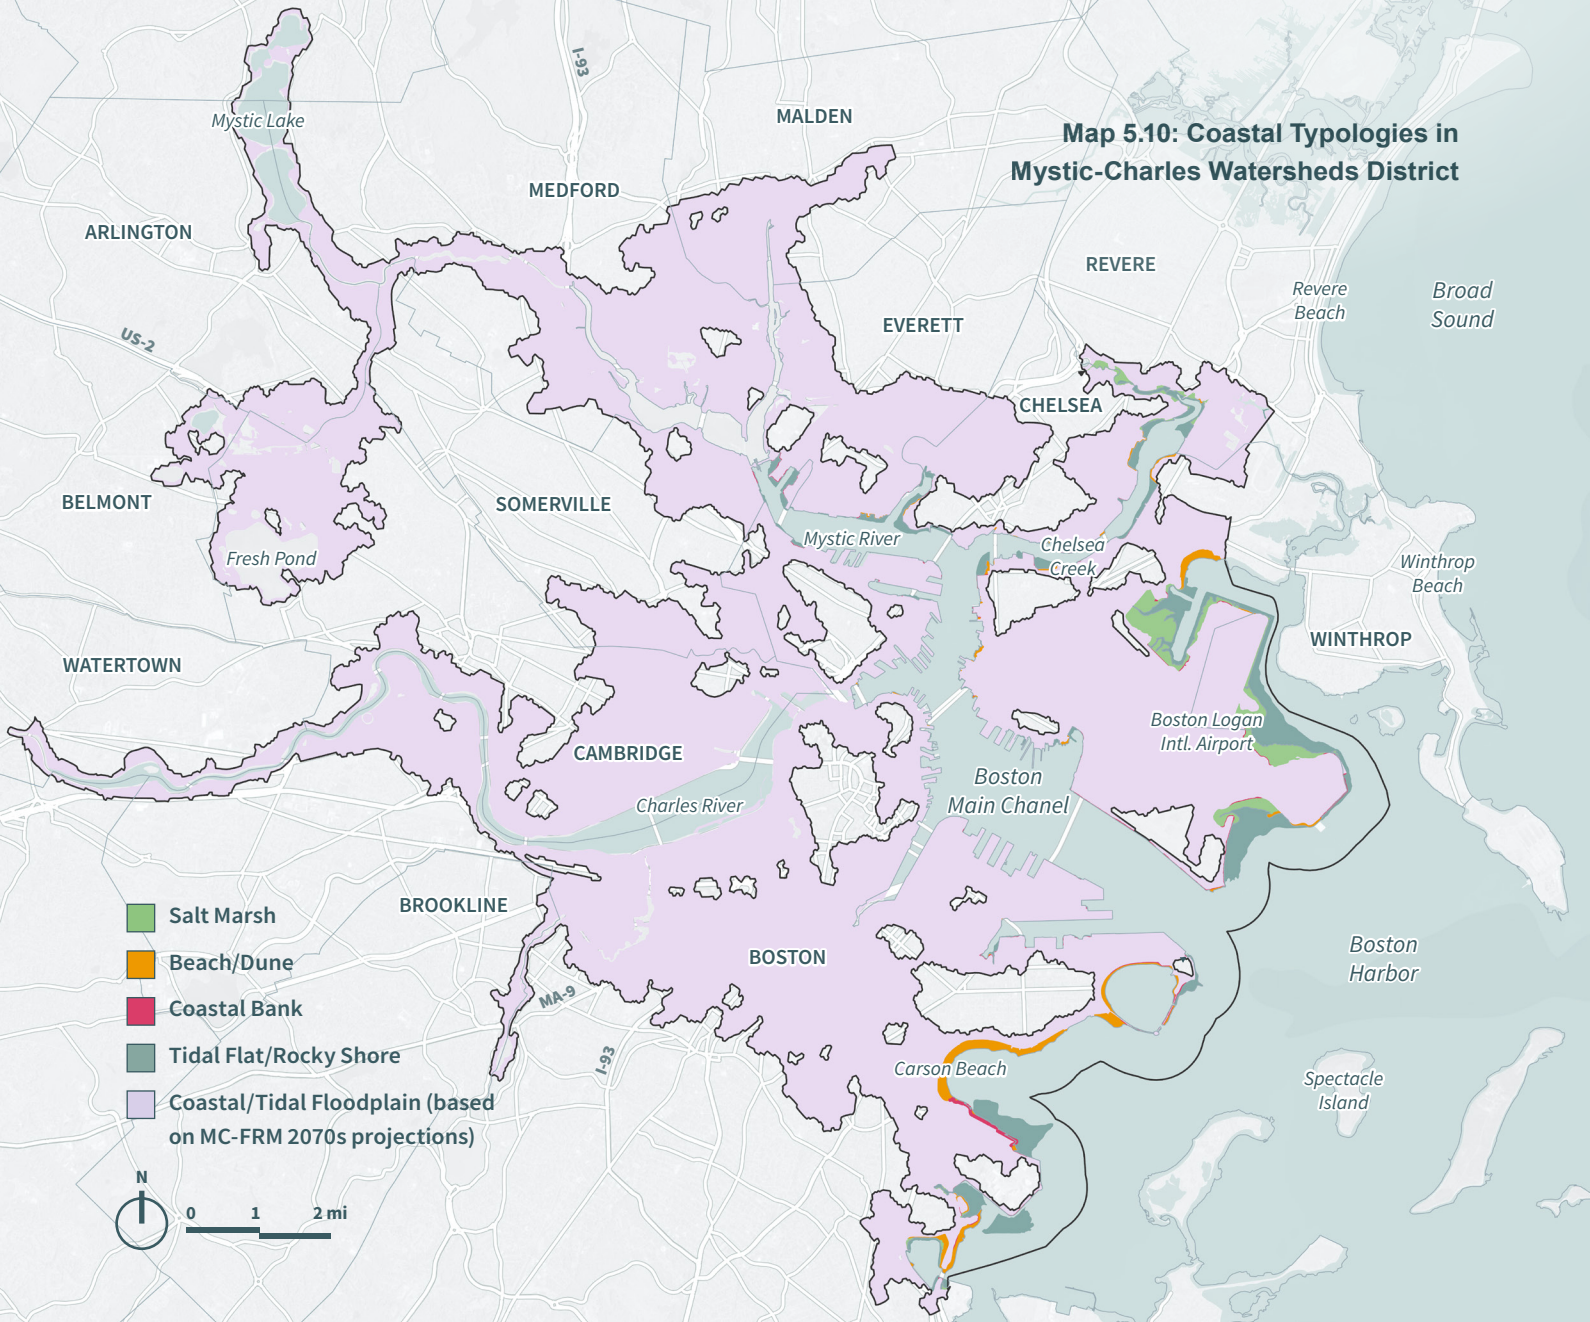 I-93
MALDEN
Map 5.10: Coastal Typologies in
Mystic-Charles Watersheds District
Mystic Lake
MEDFORD
ARLINGTON
REVERE
Revere
Beach
Broad
Sound
EVERETT
US-2
CHELSEA
BELMONT
SOMERVILLE
Mystic River
Chelsea
Creek
Fresh Pond
Winthrop
Beach
WINTHROP
WATERTOWN
Boston Logan
Intl. Airport
CAMBRIDGE
Boston
Main Chanel
Charles River
BROOKLINE
BOSTON
Boston
Harbor
MA-9
I-93
Carson Beach
Spectacle
Island
Salt Marsh
Beach/Dune
Coastal Bank
Tidal Flat/Rocky Shore
Coastal/Tidal Floodplain (based
on MC-FRM 2070s projections)
N
0 1 2 mi